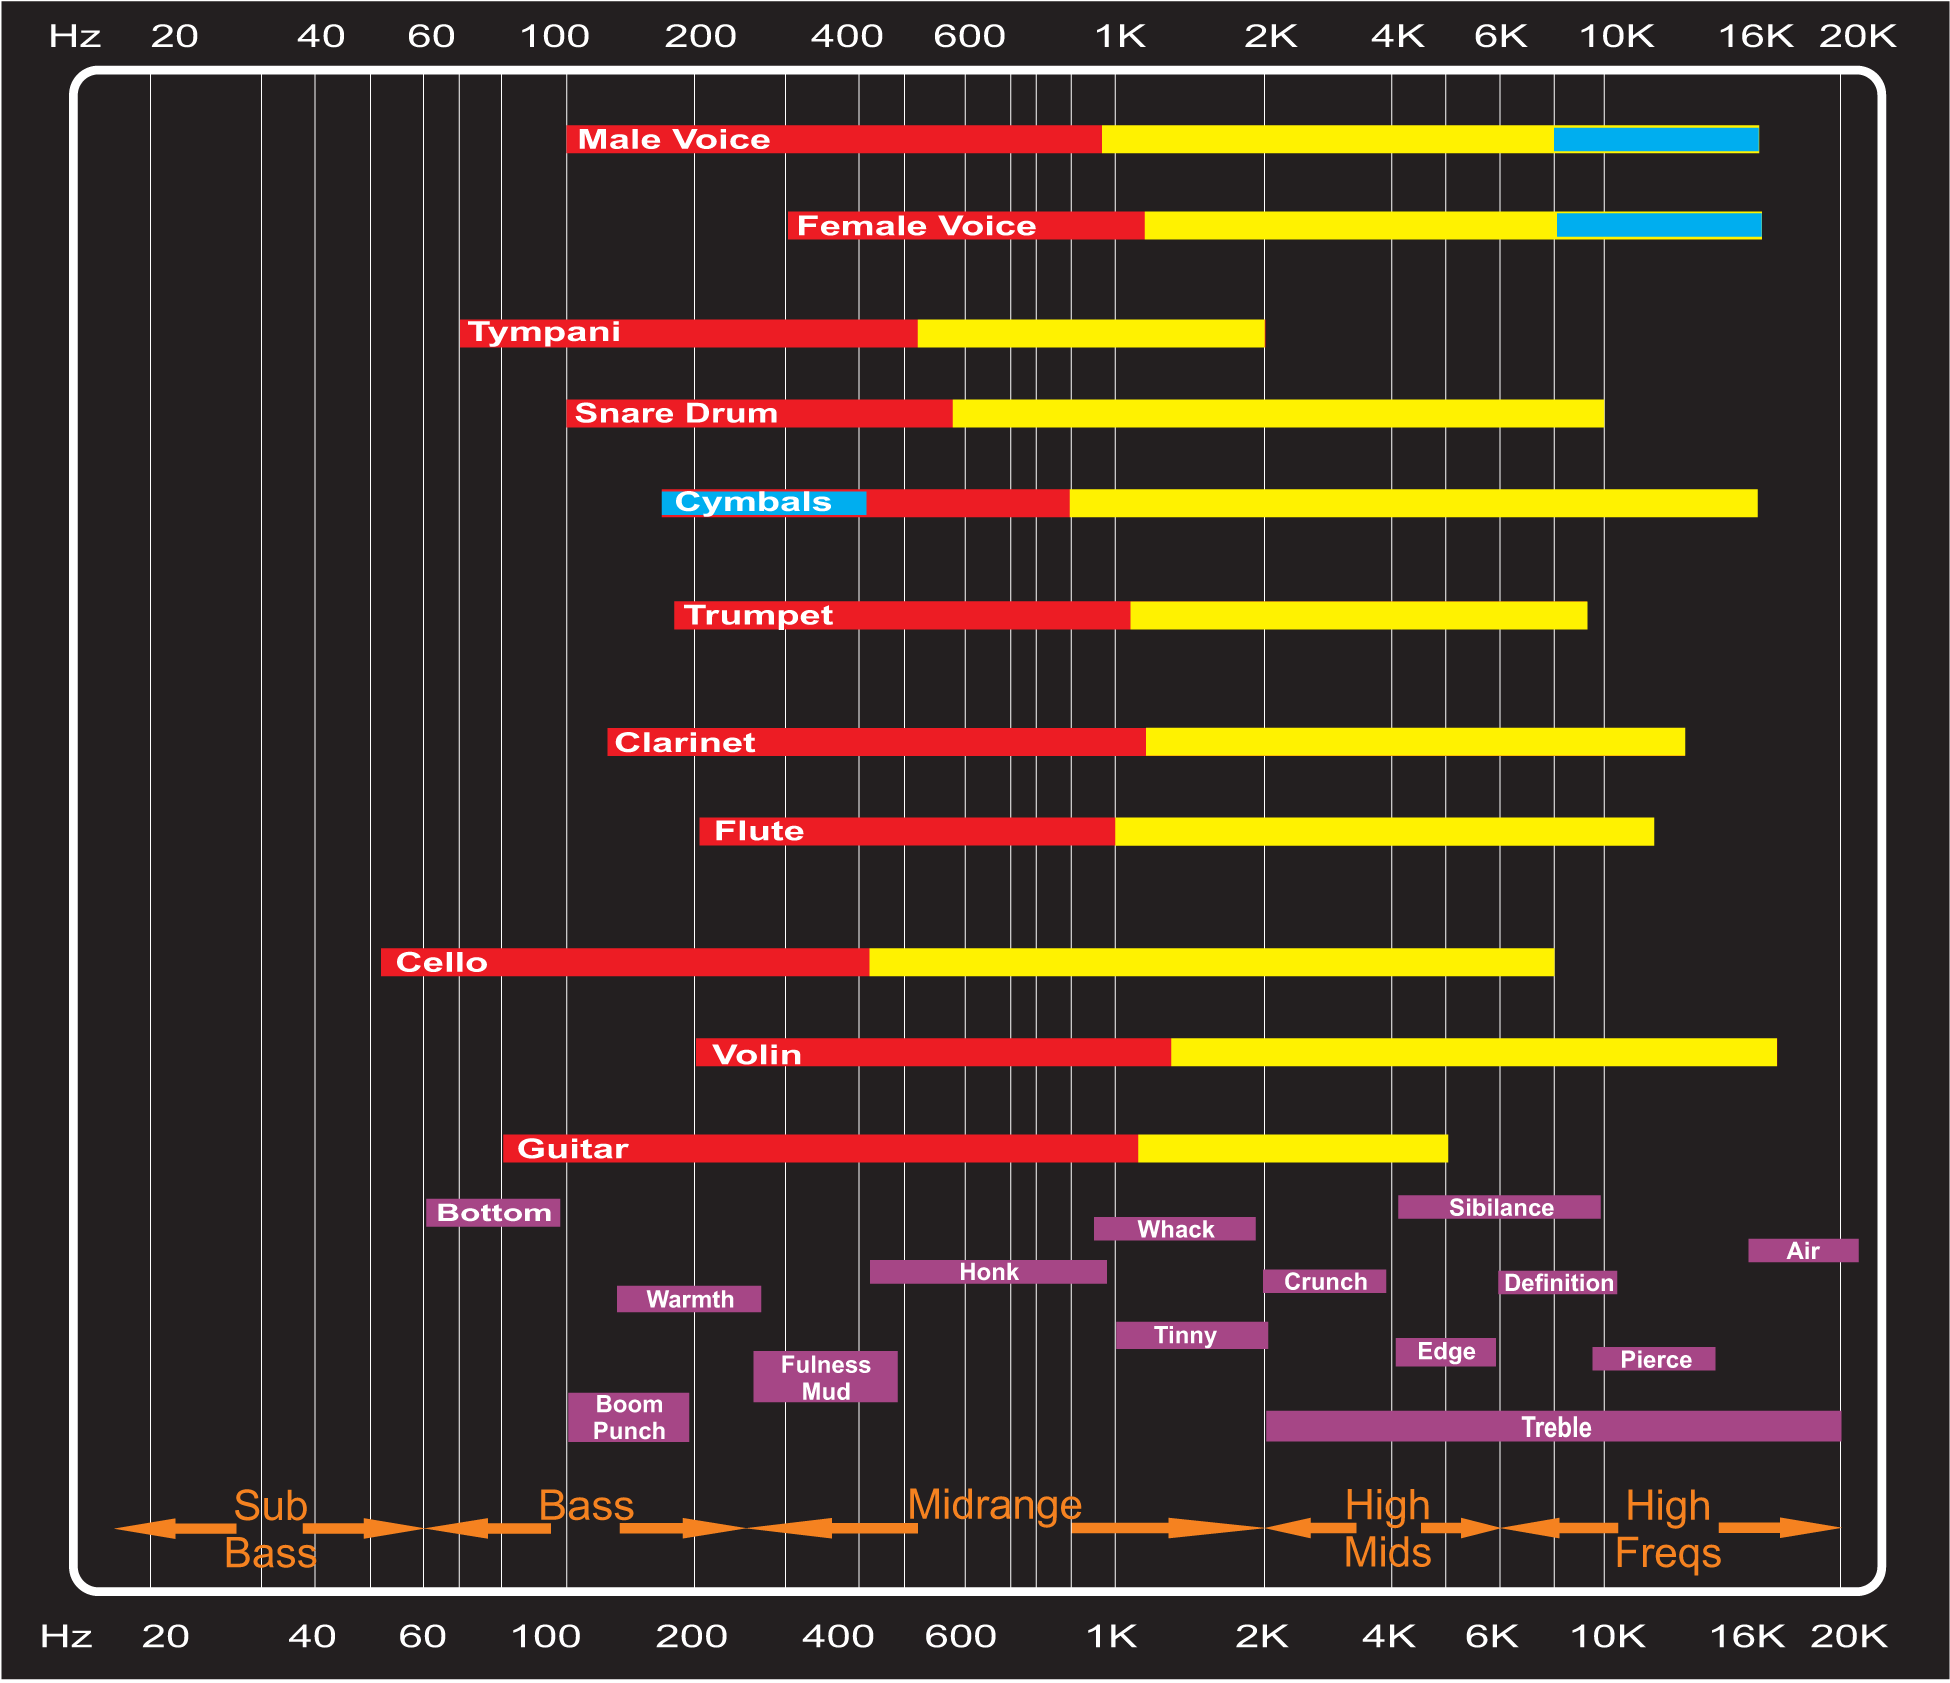 Hz 20 40 60 100 200 400 600 1K 2K 4K 6K 10K 16K 20K
Male Voice
Female Voice
Tympani
Snare Drum
Cymbals
Trumpet
Clarinet
Flute
Cello
Volin
Guitar
Bottom
Sibilance
Whack
Air
Honk
Crunch
Definition
Warmth
Tinny
Edge
Pierce
Fulness
Mud
Boom
Punch
Treble
Sub
Bass
Bass
Midrange
High
Mids
High
Freqs
Hz 20 40 60 100 200 400 600 1K 2K 4K 6K 10K 16K 20K